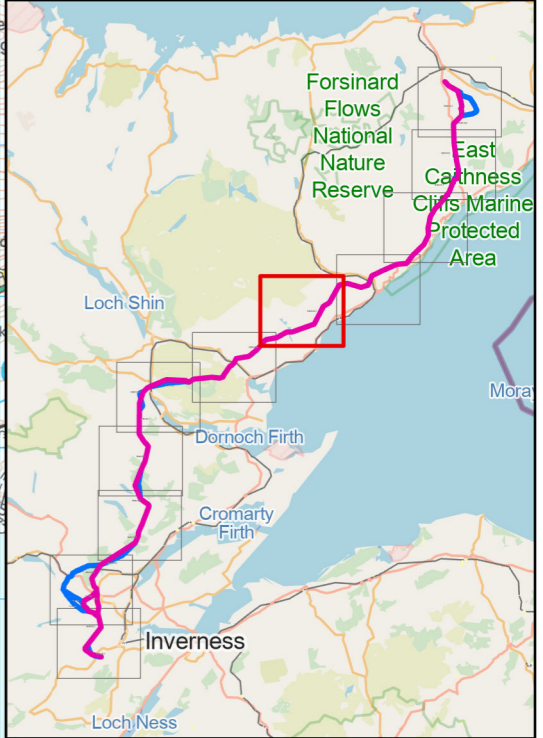 Forsinard
Flows
National
Nature
Reserve
East
Caithness
Cliffs Marine
Protected
Area
Loch Shin
Moray
Dornoch Firth
Cromarty
Firth
Inverness
Loch Ness